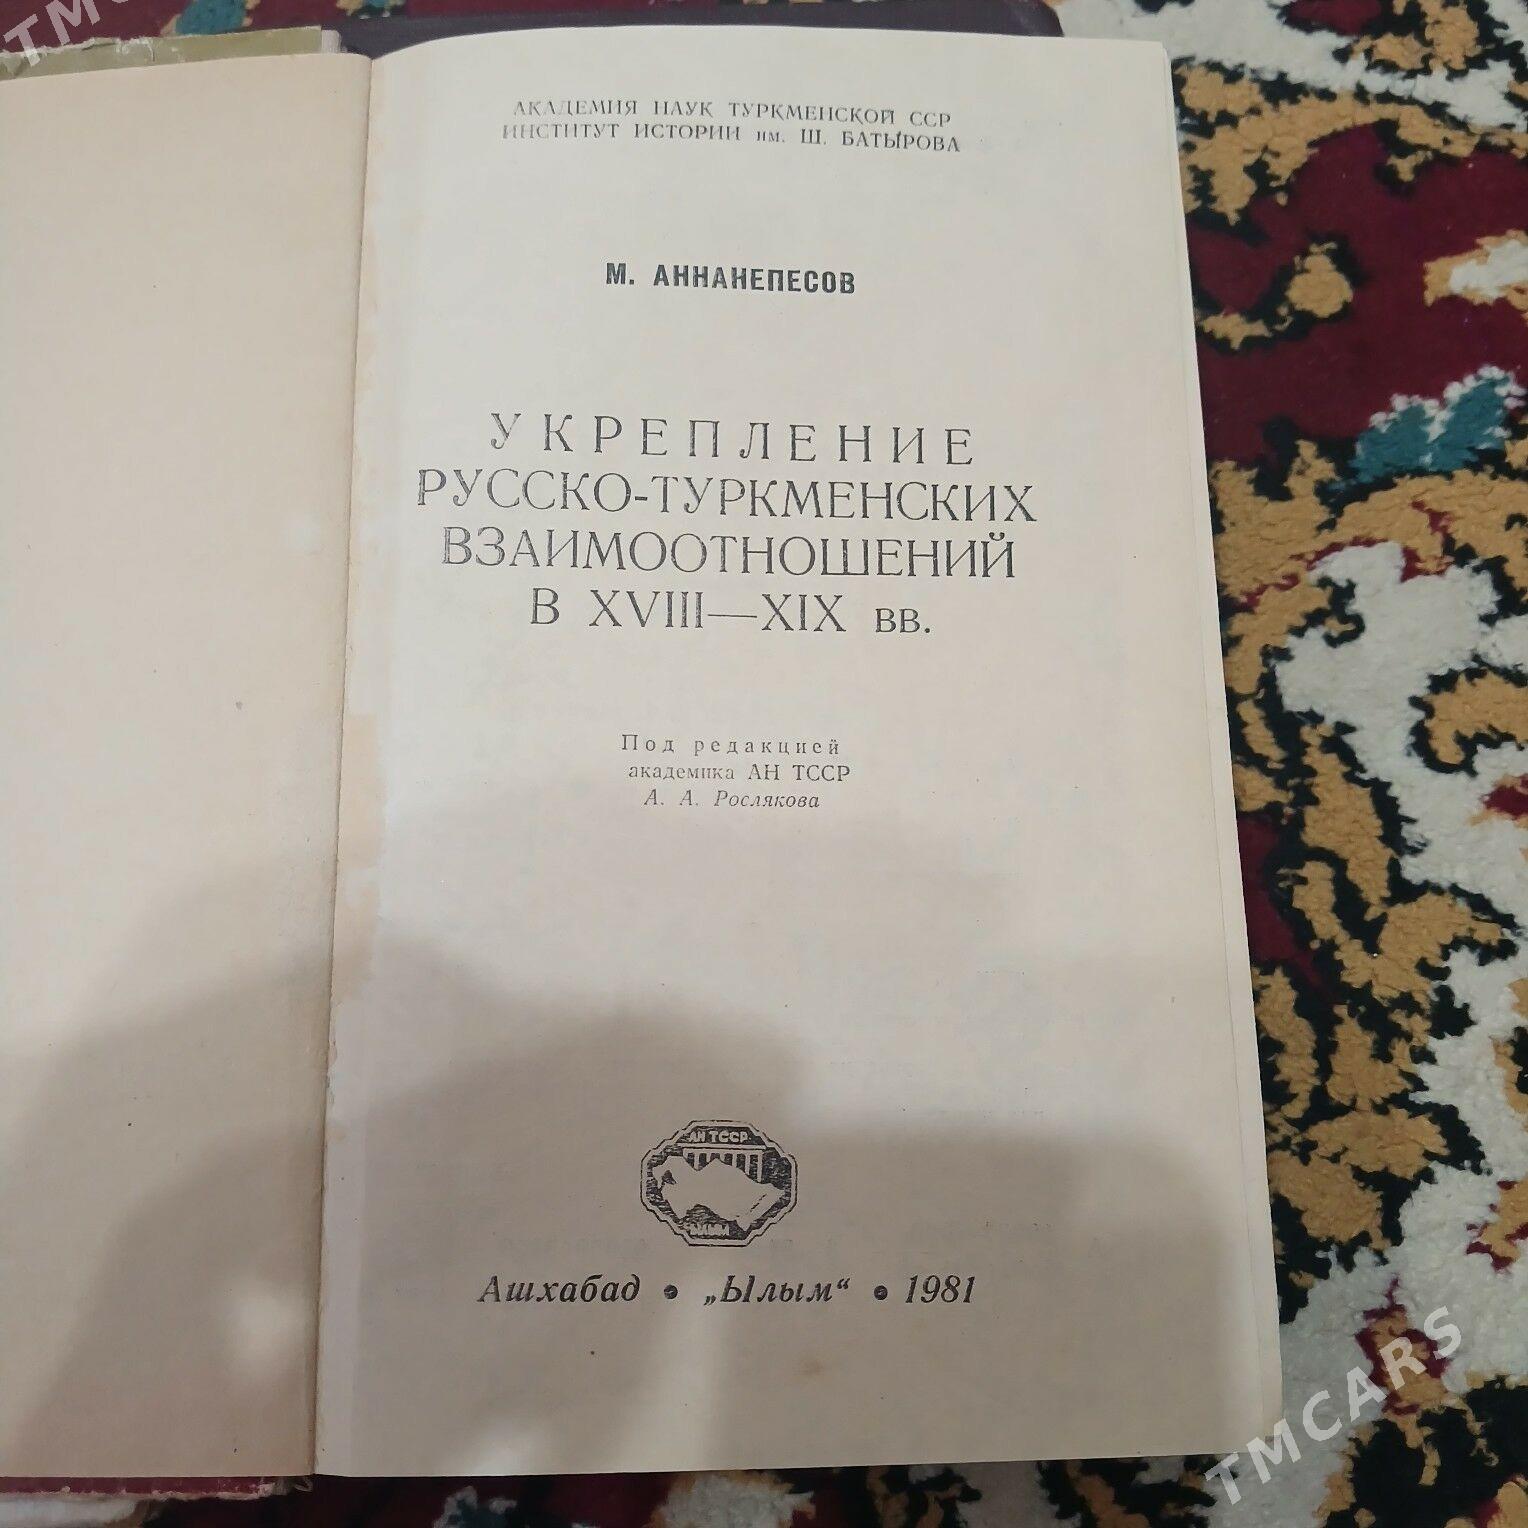 АКАДЕМИЯ НАУК ТУРКМЕНСКОЙ ССР
ИНСТИТУТ ИСТОРИИ им. Ш. БАТЫРОВА
М. АННАНЕПЕСОВ
УКРЕПЛЕНИЕ
РУССКО-ТУРКМЕНСКИХ
ВЗАИМООТНОШЕНИЙ
В XVIII—XIX вв.
Под редакцией
академика АН ТССР
А. А. Рослякова
АН ТССР
ЫЛЫМ
Ашхабад • „Ылым“ • 1981
TMCARS